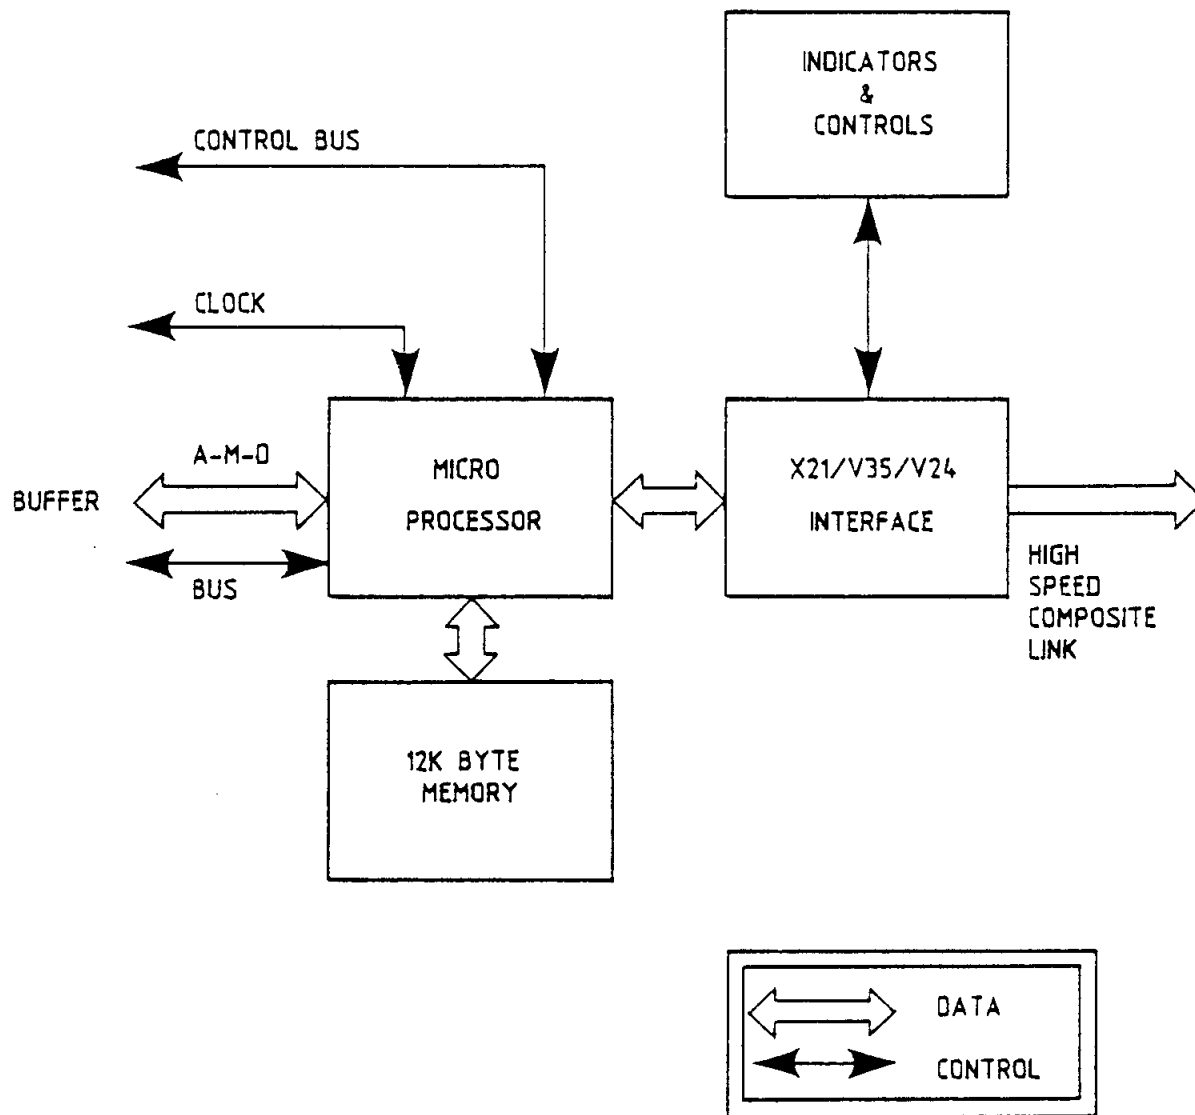 INDICATORS
&
CONTROLS
CONTROL BUS
CLOCK
A-M-D
BUFFER
BUS
MICRO
PROCESSOR
X21/V35/V24
INTERFACE
HIGH
SPEED
COMPOSITE
LINK
12K BYTE
MEMORY
DATA
CONTROL